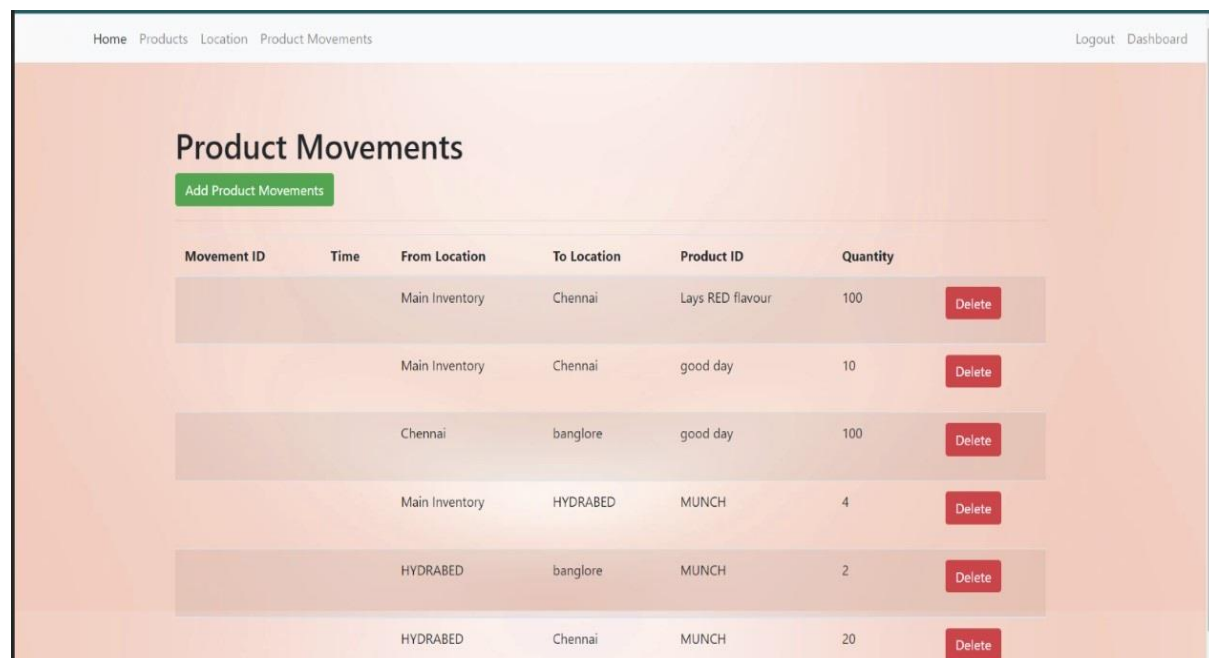 Home Products Location Product Movements Logout Dashboard
Product Movements
Add Product Movements
Movement ID Time From Location To Location Product ID Quantity
Main Inventory Chennai Lays RED flavour 100 Delete
Main Inventory Chennai good day 10 Delete
Chennai banglore good day 100 Delete
Main Inventory HYDRABED MUNCH 4 Delete
HYDRABED banglore MUNCH 2 Delete
HYDRABED Chennai MUNCH 20 Delete